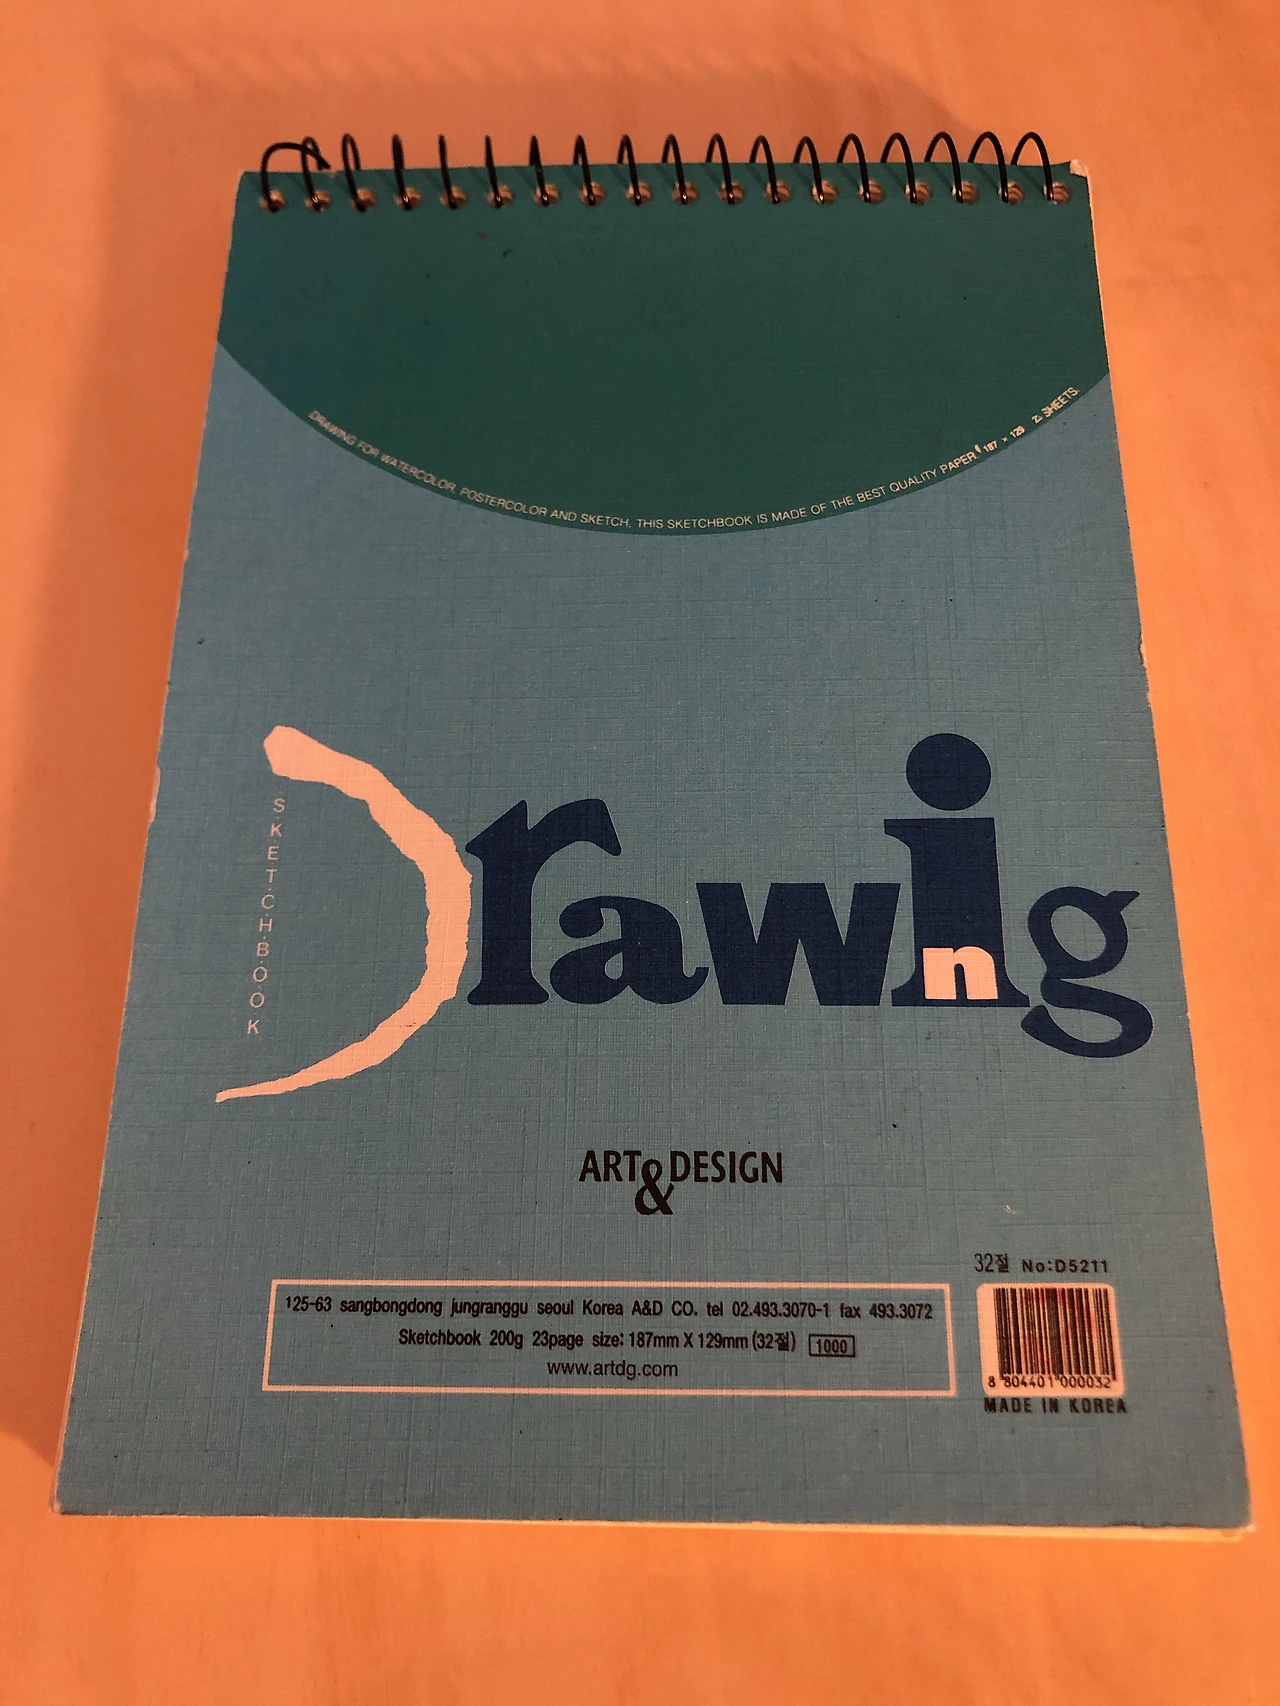 DRAWING FOR WATERCOLOR, POSTERCOLOR AND SKETCH, THIS SKETCHBOOK IS MADE OF THE BEST QUALITY PAPER. 187 × 129 SHEETS.
SKETCHBOOK
Drawing
ART&DESIGN
32절 No:D5211
125-63 sangbongdong jungranggu seoul Korea A&D CO. tel 02.493.3070-1 fax 493.3072
Sketchbook 200g 23page size: 187mm X 129mm (32절) 1000
www.artdg.com
8 804401 000032
MADE IN KOREA